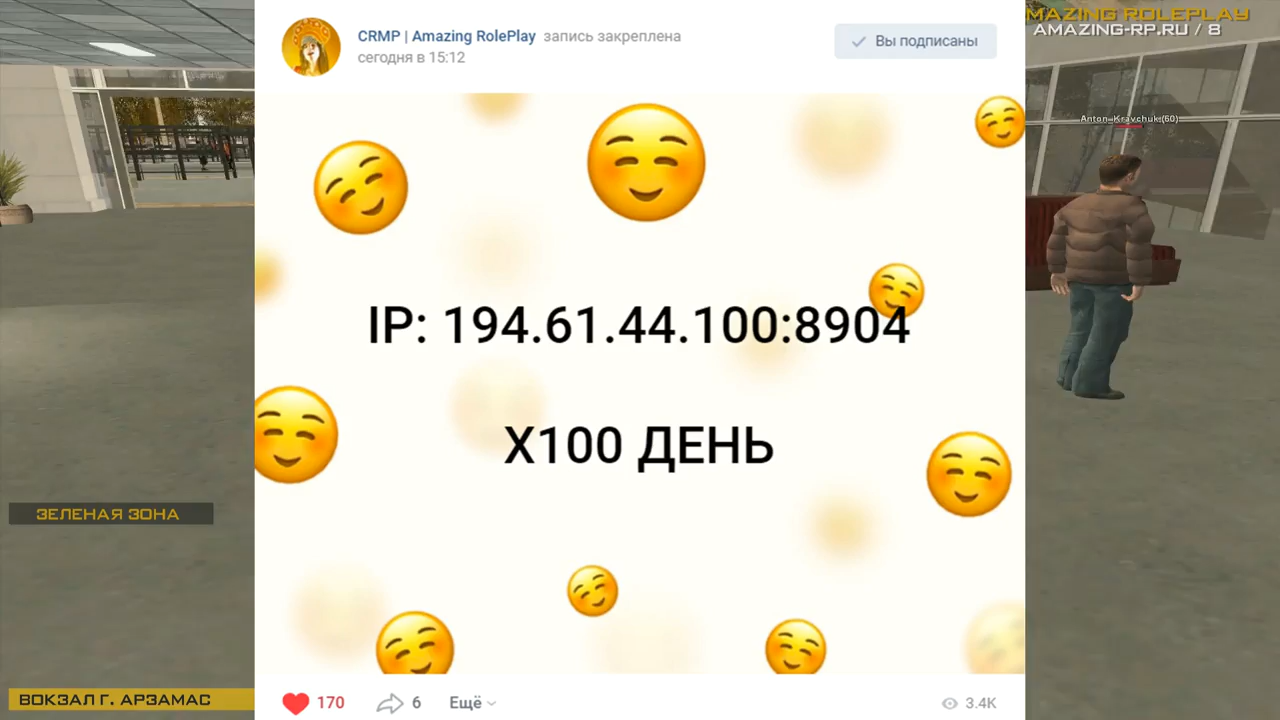 CRMP | Amazing RolePlay запись закреплена
сегодня в 15:12
Вы подписаны
MAZING ROLEPLAY
AMAZING-RP.RU / 8
Anton_Kravchuk (60)
IP: 194.61.44.100:8904
X100 ДЕНЬ
ЗЕЛЕНАЯ ЗОНА
ВОКЗАЛ Г. АРЗАМАС
170
6
Ещё
3.4K